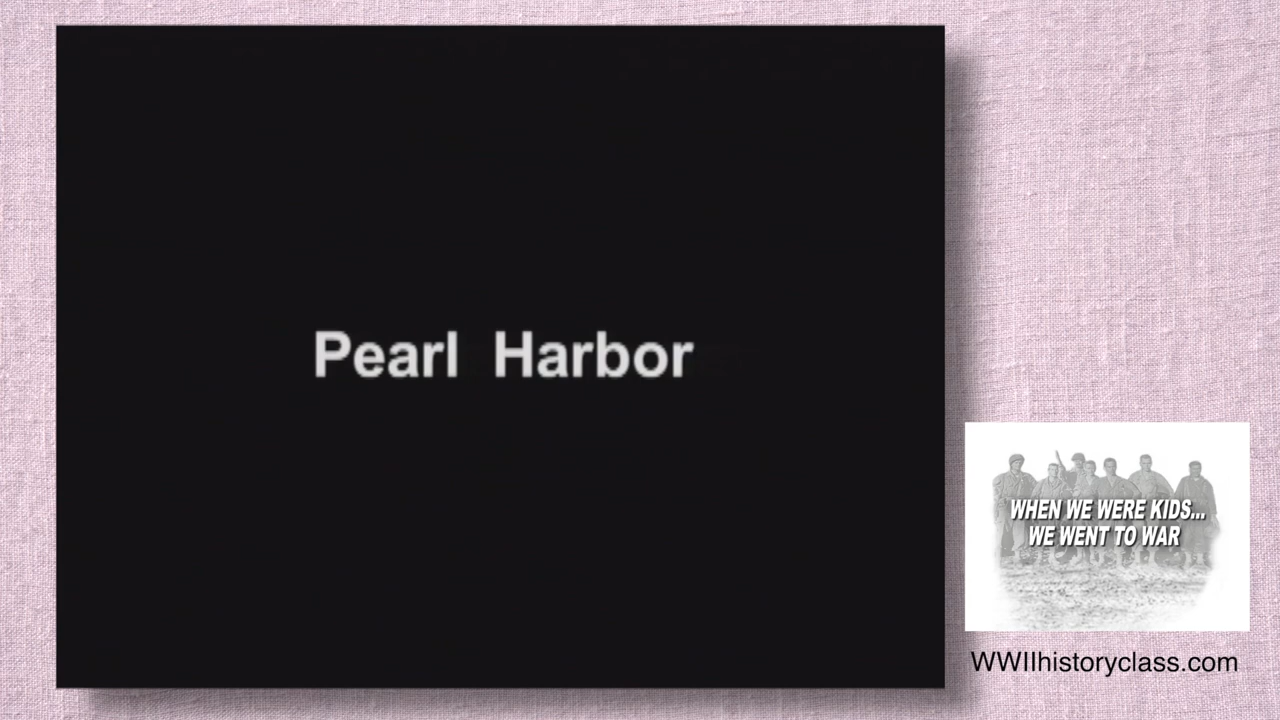 Pearl Harbor
WHEN WE WERE KIDS...
WE WENT TO WAR
WWIIhistoryclass.com